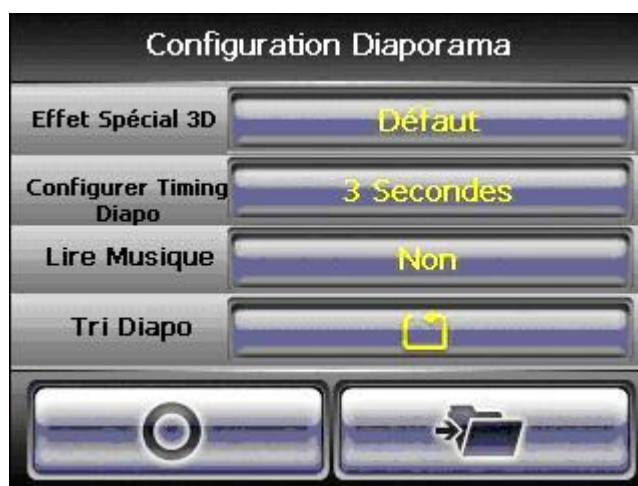 Configuration Diaporama
Effet Spécial 3D
Défaut
Configurer Timing
Diapo
3 Secondes
Lire Musique
Non
Tri Diapo